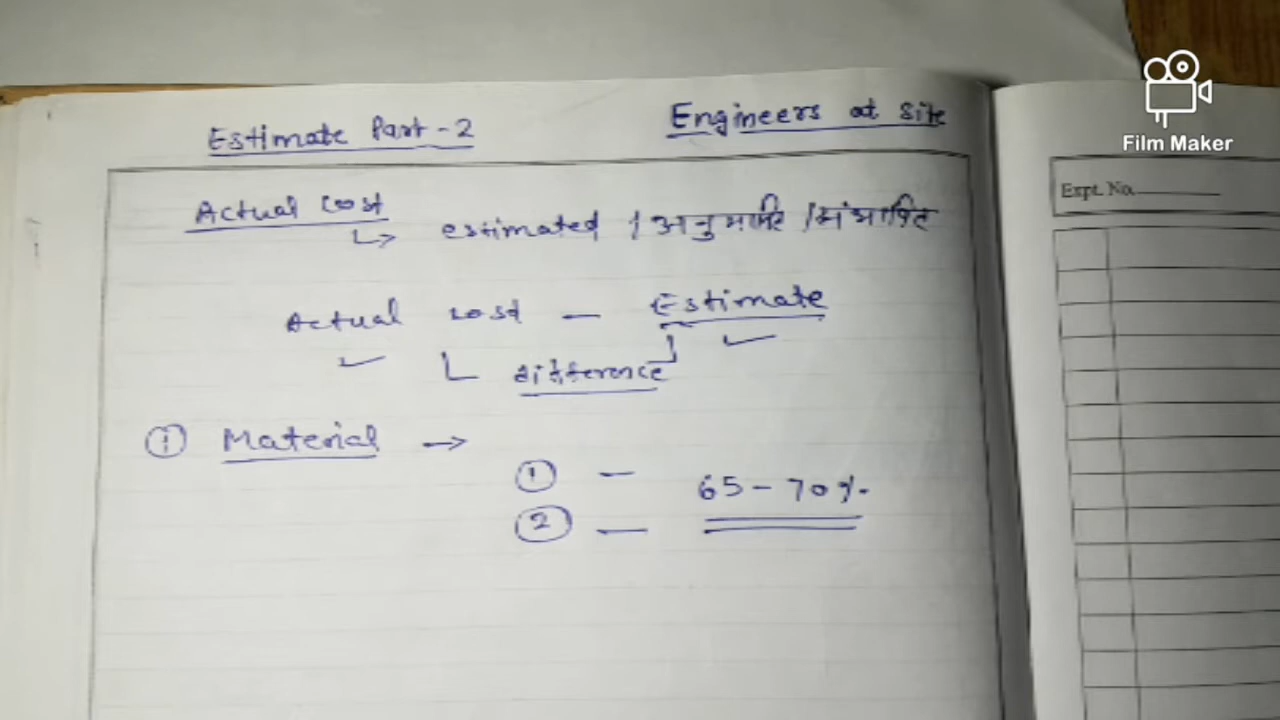 Estimate Part-2
Engineers at site
Film Maker
Expt. No.
Actual cost
↳ estimated / अनुमानित / संभावित
Actual cost — Estimate
difference
① Material →
① —
65-70%
② —